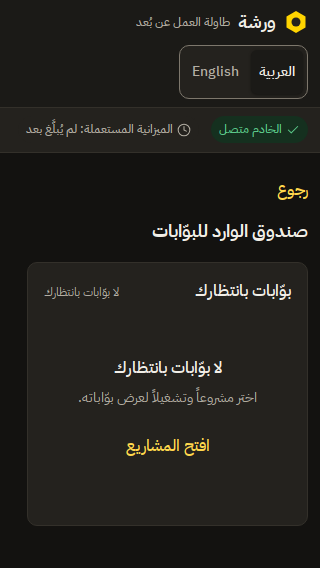 ورشة طاولة العمل عن بُعد
العربية English
الخادم متصل الميزانية المستعملة: لم يُبلَّغ بعد
رجوع
صندوق الوارد للبوّابات
بوّابات بانتظارك لا بوّابات بانتظارك
لا بوّابات بانتظارك
اختر مشروعاً وتشغيلاً لعرض بوّاباته.
افتح المشاريع